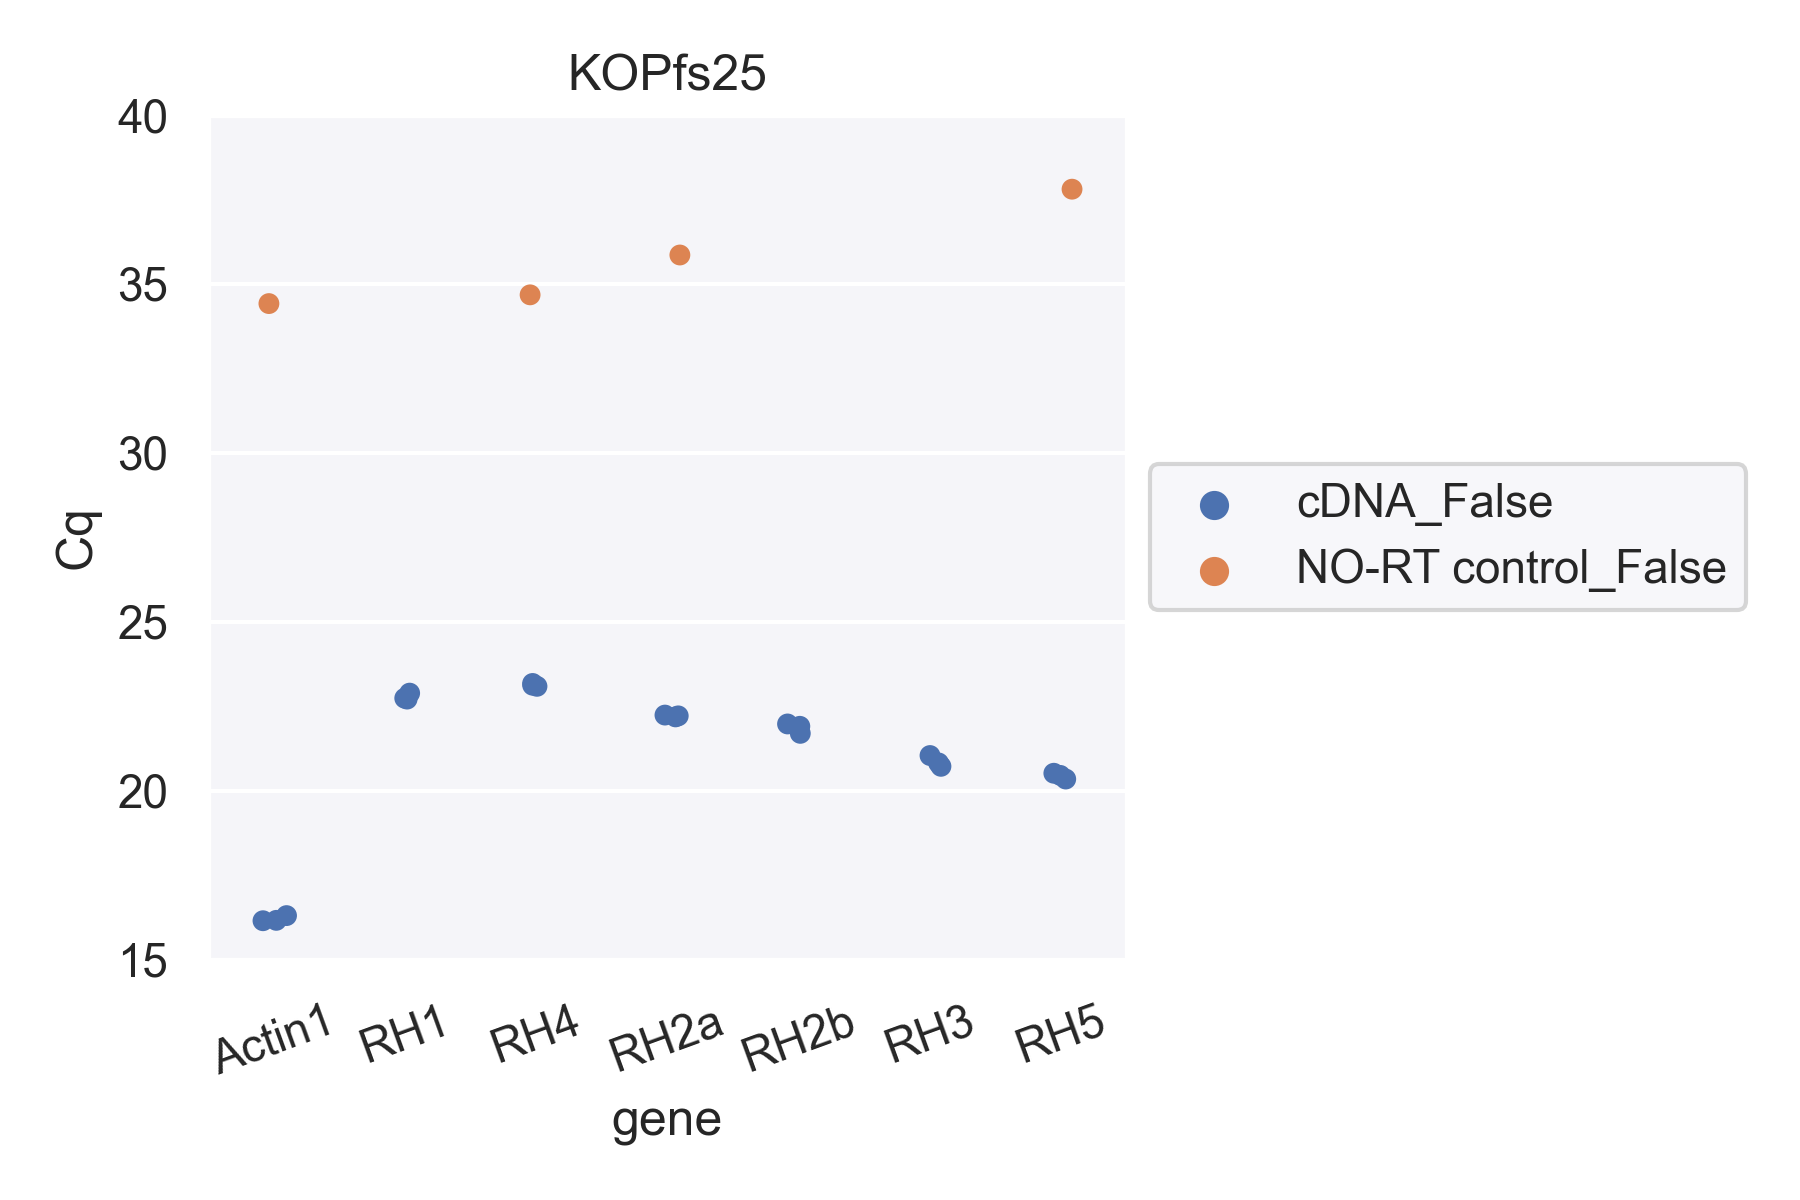 KOPfs25
40
35
30
25
20
15
Cq
Actin1 RH1 RH4 RH2a RH2b RH3 RH5
gene
cDNA_False
NO-RT control_False